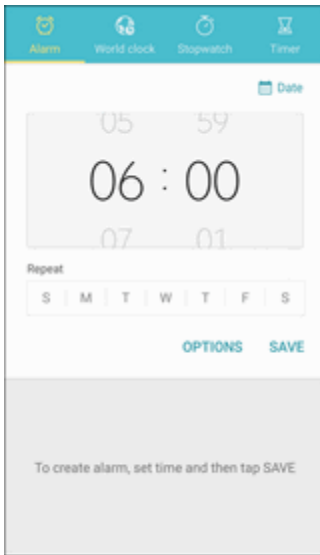 Alarm World clock Stopwatch Timer
Date
05 59
06 : 00
07 01
Repeat
S M T W T F S
OPTIONS SAVE
To create alarm, set time and then tap SAVE